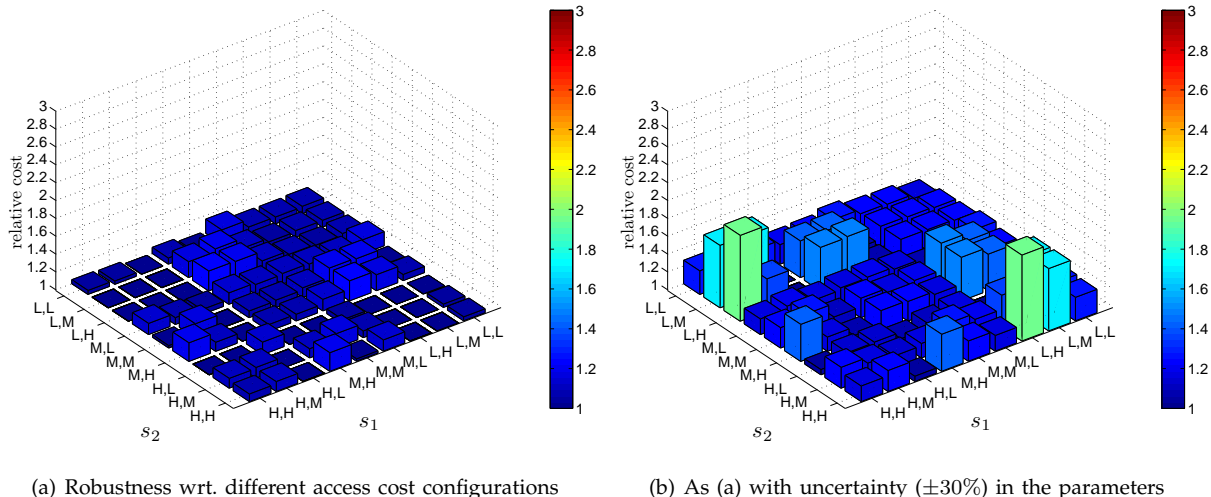 3
2.8
2.6
2.4
2.2
2
1.8
1.6
1.4
1.2
1
relative cost
L,L
L,M
L,H
M,L
M,M
M,H
H,L
H,M
H,H
s2
H,H
H,M
H,L
M,H
M,M
M,L
L,H
L,M
L,L
s1
3
2.8
2.6
2.4
2.2
2
1.8
1.6
1.4
1.2
1
(a) Robustness wrt. different access cost configurations
3
2.8
2.6
2.4
2.2
2
1.8
1.6
1.4
1.2
1
relative cost
L,L
L,M
L,H
M,L
M,M
M,H
H,L
H,M
H,H
s2
H,H
H,M
H,L
M,H
M,M
M,L
L,H
L,M
L,L
s1
3
2.8
2.6
2.4
2.2
2
1.8
1.6
1.4
1.2
1
(b) As (a) with uncertainty (±30%) in the parameters